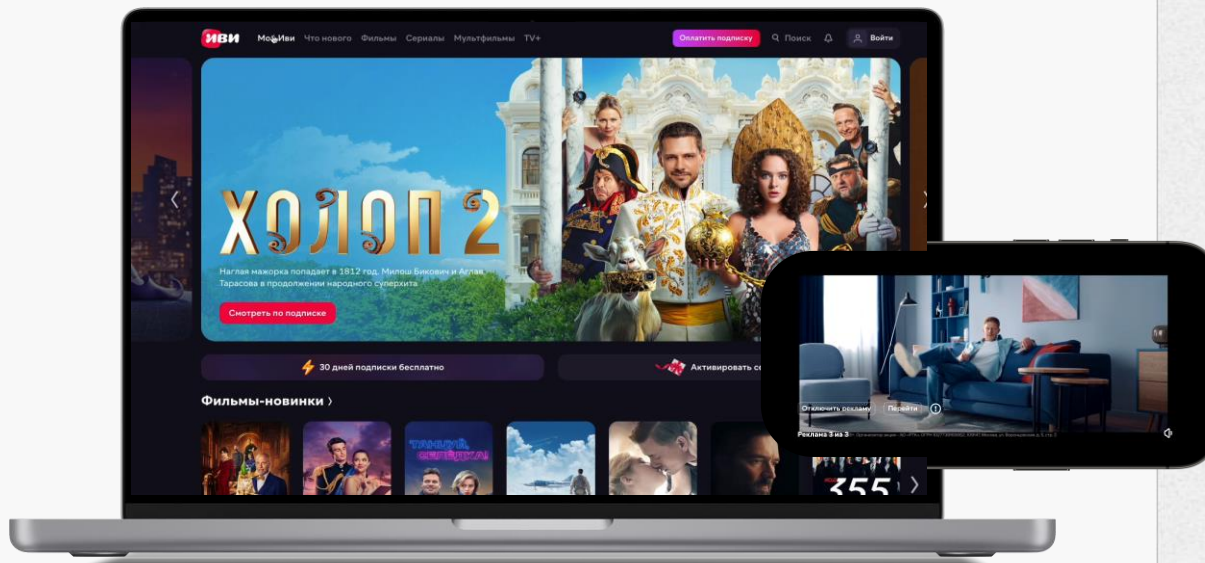 ИВИ Мой Иви Что нового Фильмы Сериалы Мультфильмы TV+ Оплатить подписку Поиск Войти
ХОЛОП 2
Наглая мажорка попадает в 1812 год. Милош Бикович и Аглая
Тарасова в продолжении народного суперхита
Смотреть по подписке
30 дней подписки бесплатно
Активировать се
Фильмы-новинки
ТАНЦУЙ,
СЕЛЁДКА!
355
Отключить рекламу Перейти
Реклама 3 из 3